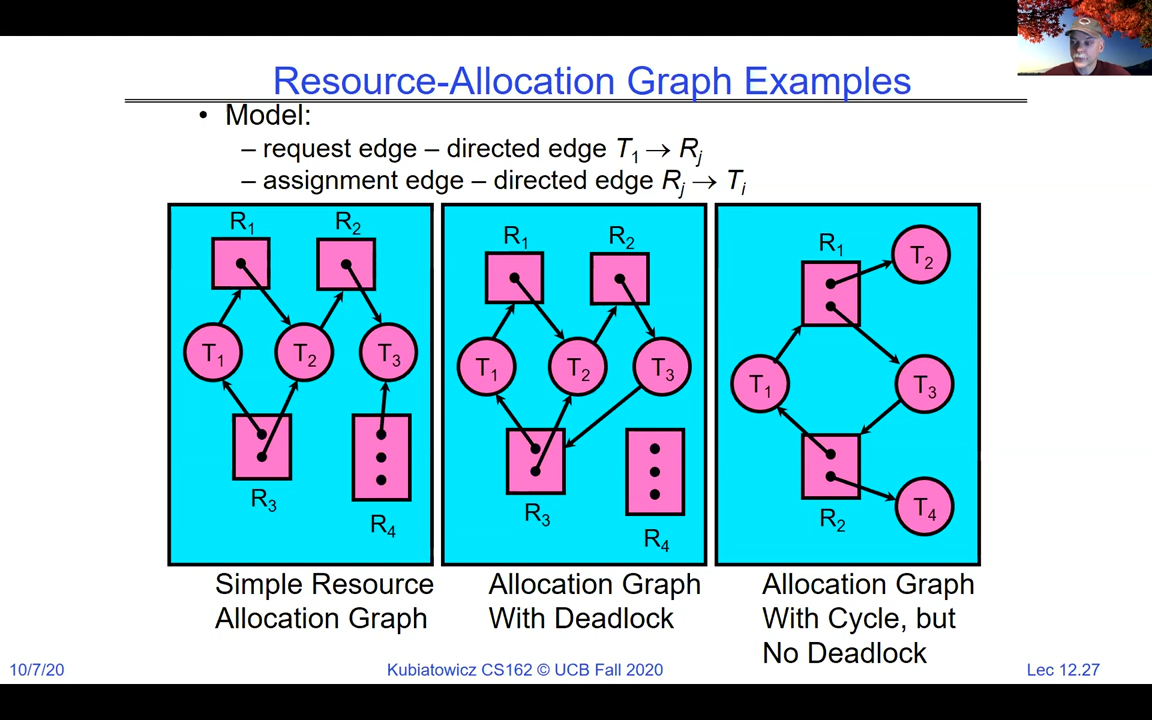 Resource-Allocation Graph Examples
• Model:
– request edge – directed edge T₁ → Rⱼ
– assignment edge – directed edge Rⱼ → Tᵢ
R₁ R₂
T₁ T₂ T₃
R₃
R₄
Simple Resource
Allocation Graph
R₁ R₂
T₁ T₂ T₃
R₃
R₄
Allocation Graph
With Deadlock
R₁
T₂
T₁
T₃
R₂
T₄
Allocation Graph
With Cycle, but
No Deadlock
10/7/20
Kubiatowicz CS162 © UCB Fall 2020
Lec 12.27